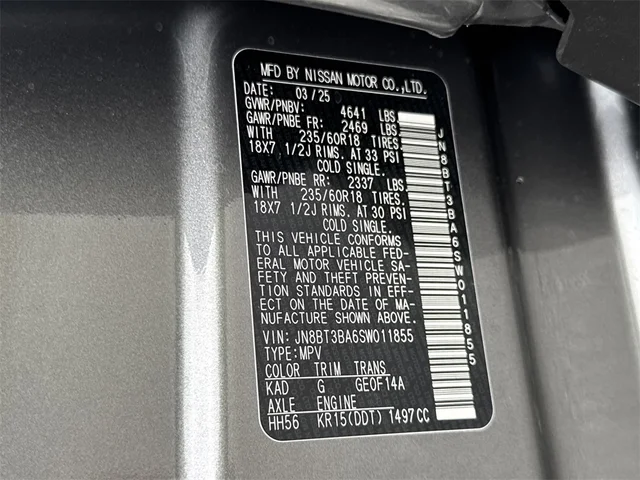 MFD BY NISSAN MOTOR CO.,LTD.
DATE: 03/25
GVWR/PNBV: 4641 LBS.
GAWR/PNBE FR: 2469 LBS.
WITH 235/60R18 TIRES.
18X7 1/2J RIMS. AT 33 PSI
COLD SINGLE.
GAWR/PNBE RR: 2337 LBS.
WITH 235/60R18 TIRES.
18X7 1/2J RIMS. AT 30 PSI
COLD SINGLE.
THIS VEHICLE CONFORMS
TO ALL APPLICABLE FED-
ERAL MOTOR VEHICLE SA-
FETY AND THEFT PREVEN-
TION STANDARDS IN EFF-
ECT ON THE DATE OF MA-
NUFACTURE SHOWN ABOVE.
VIN: JN8BT3BA6SW011855
TYPE:MPV
COLOR TRIM TRANS
KAD G GE0F14A
AXLE ENGINE
HH56 KR15(DDT) 1497CC
JN8BT3BA6SW011855